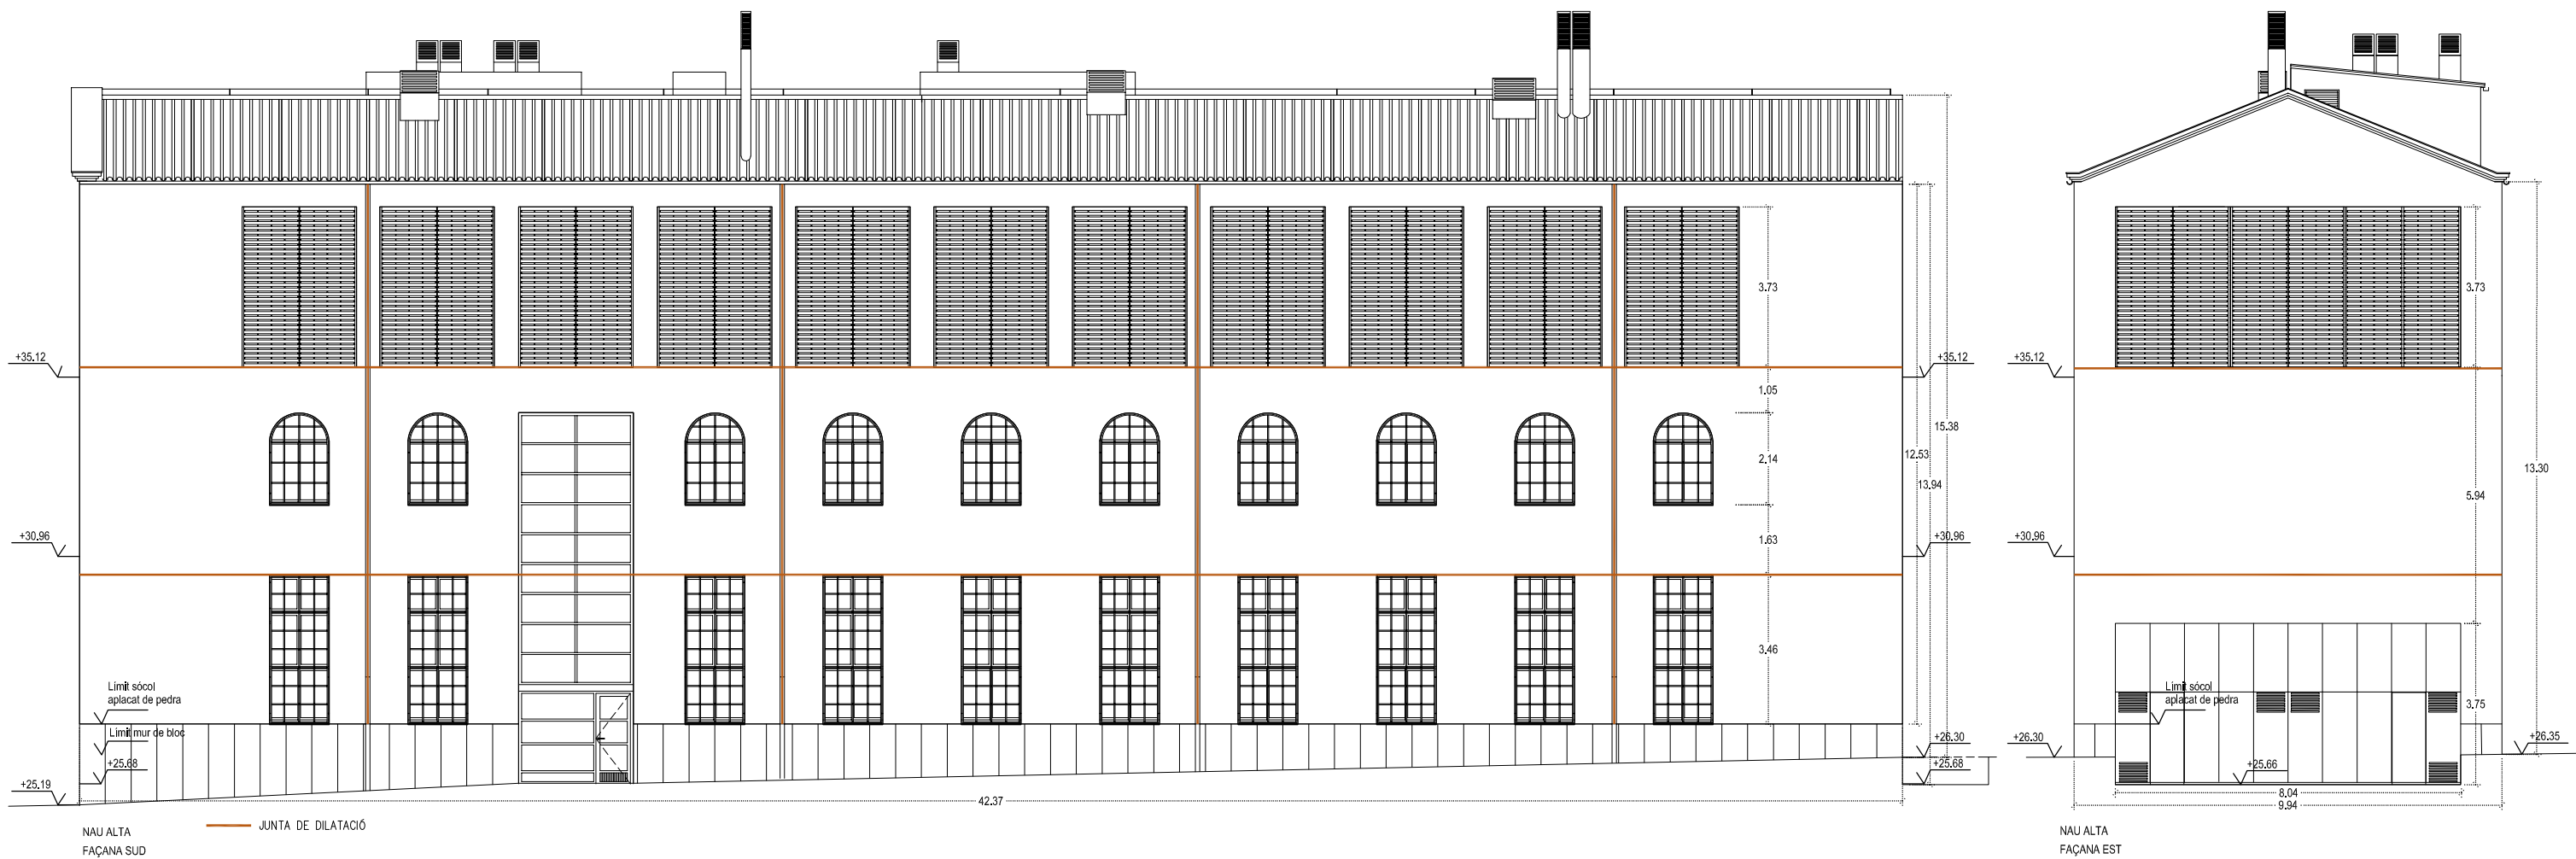 +35.12
+30.96
Límit sòcol
aplacat de pedra
Límit mur de bloc
+25.68
+25.19
3.73
1.05
2.14
1.63
3.46
12.53
13.94
15.38
+35.12
+30.96
+26.30
+25.68
42.37
JUNTA DE DILATACIÓ
NAU ALTA
FAÇANA SUD
+35.12
+30.96
+26.30
Límit sòcol
aplacat de pedra
+25.66
3.73
5.94
3.75
13.30
+26.35
8.04
9.94
NAU ALTA
FAÇANA EST